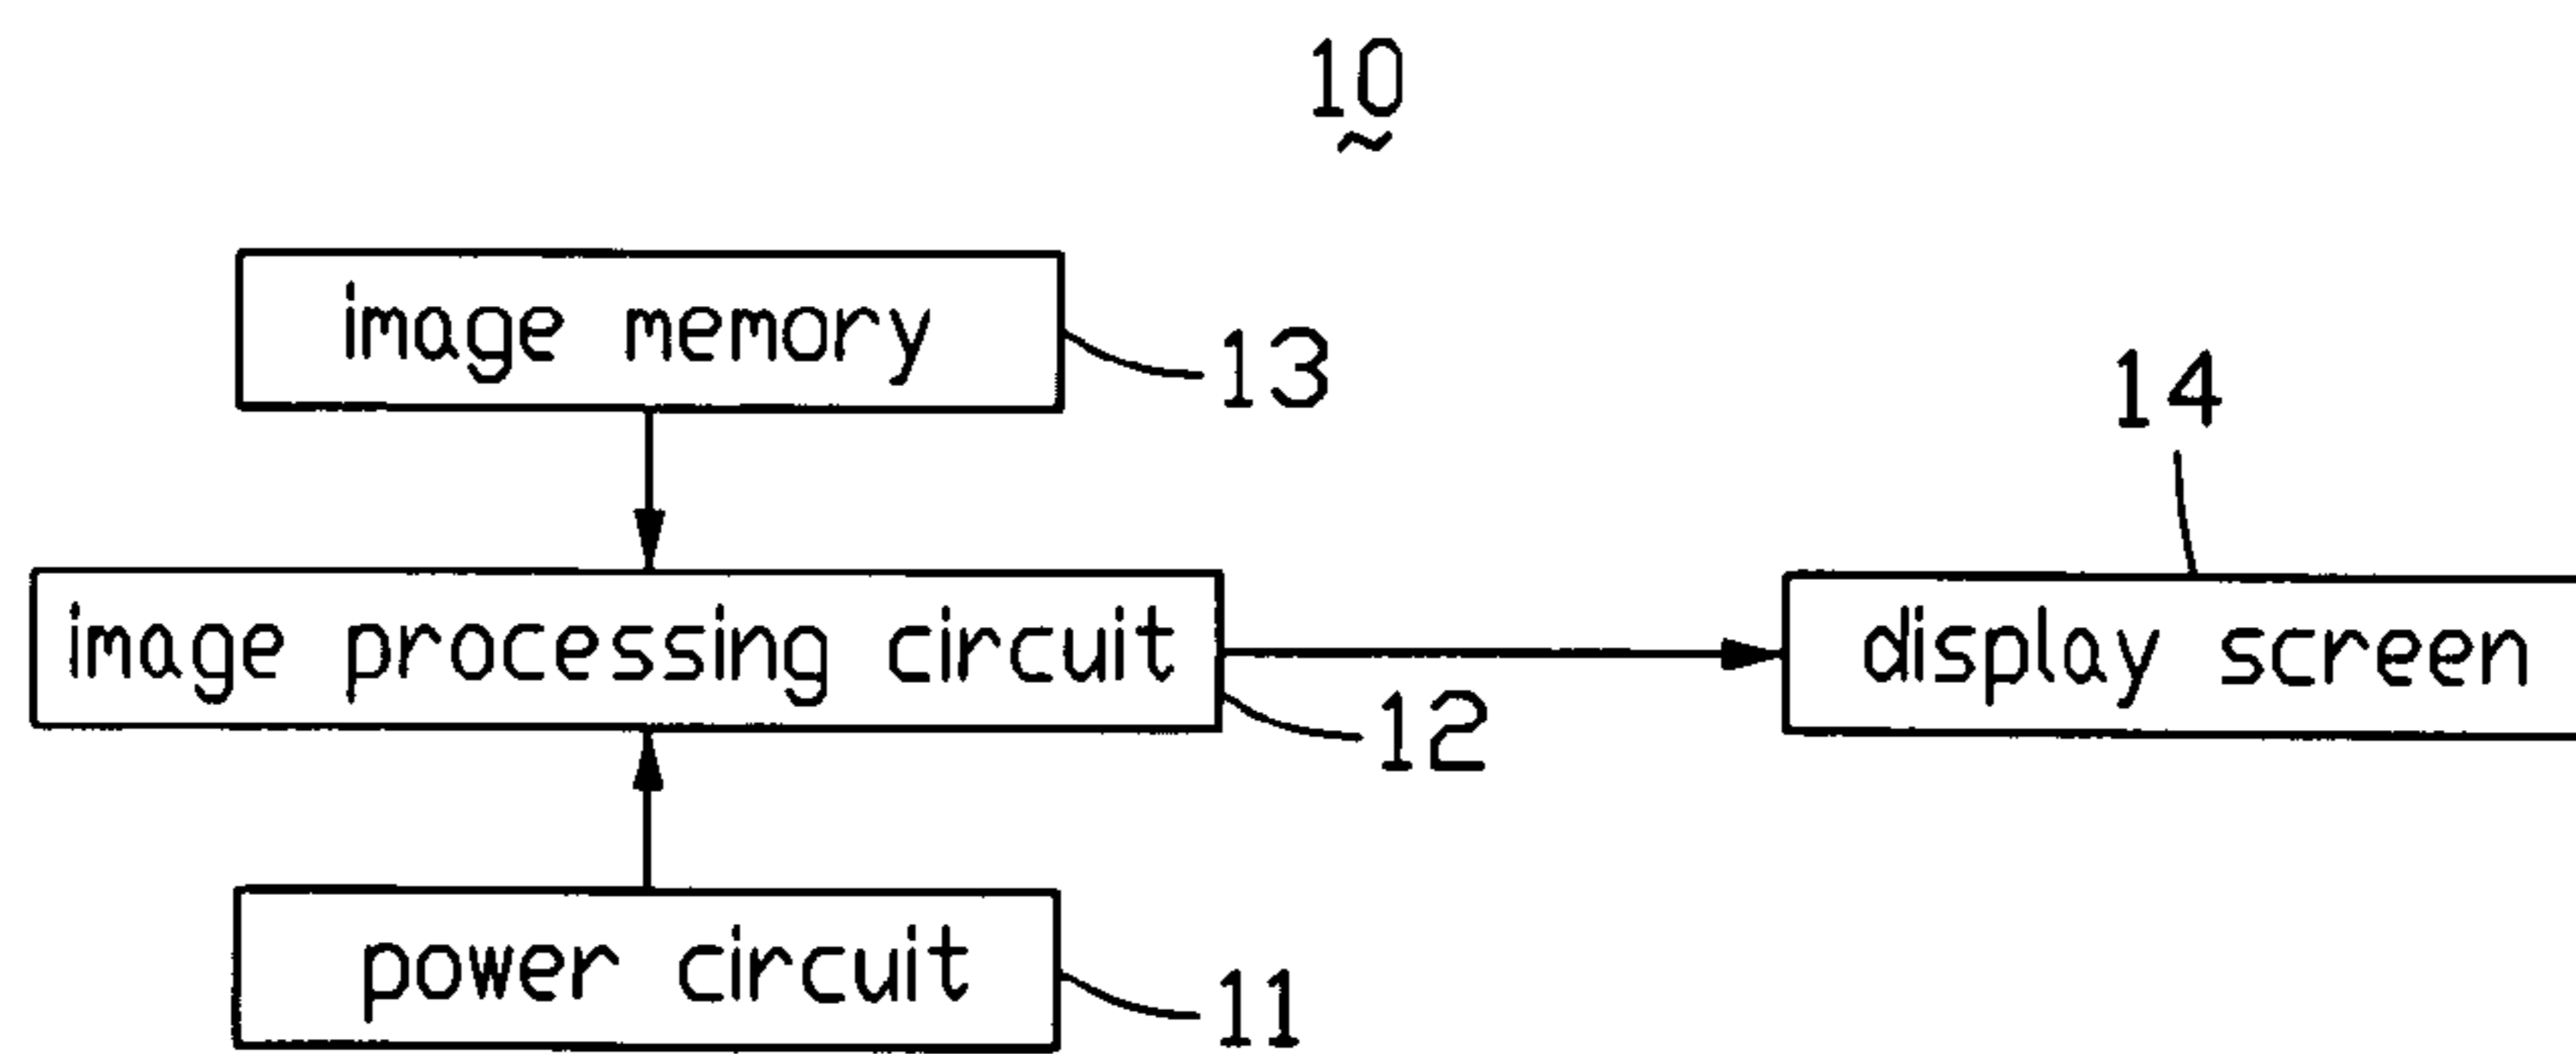 10
image memory
13
14
image processing circuit
display screen
12
power circuit
11